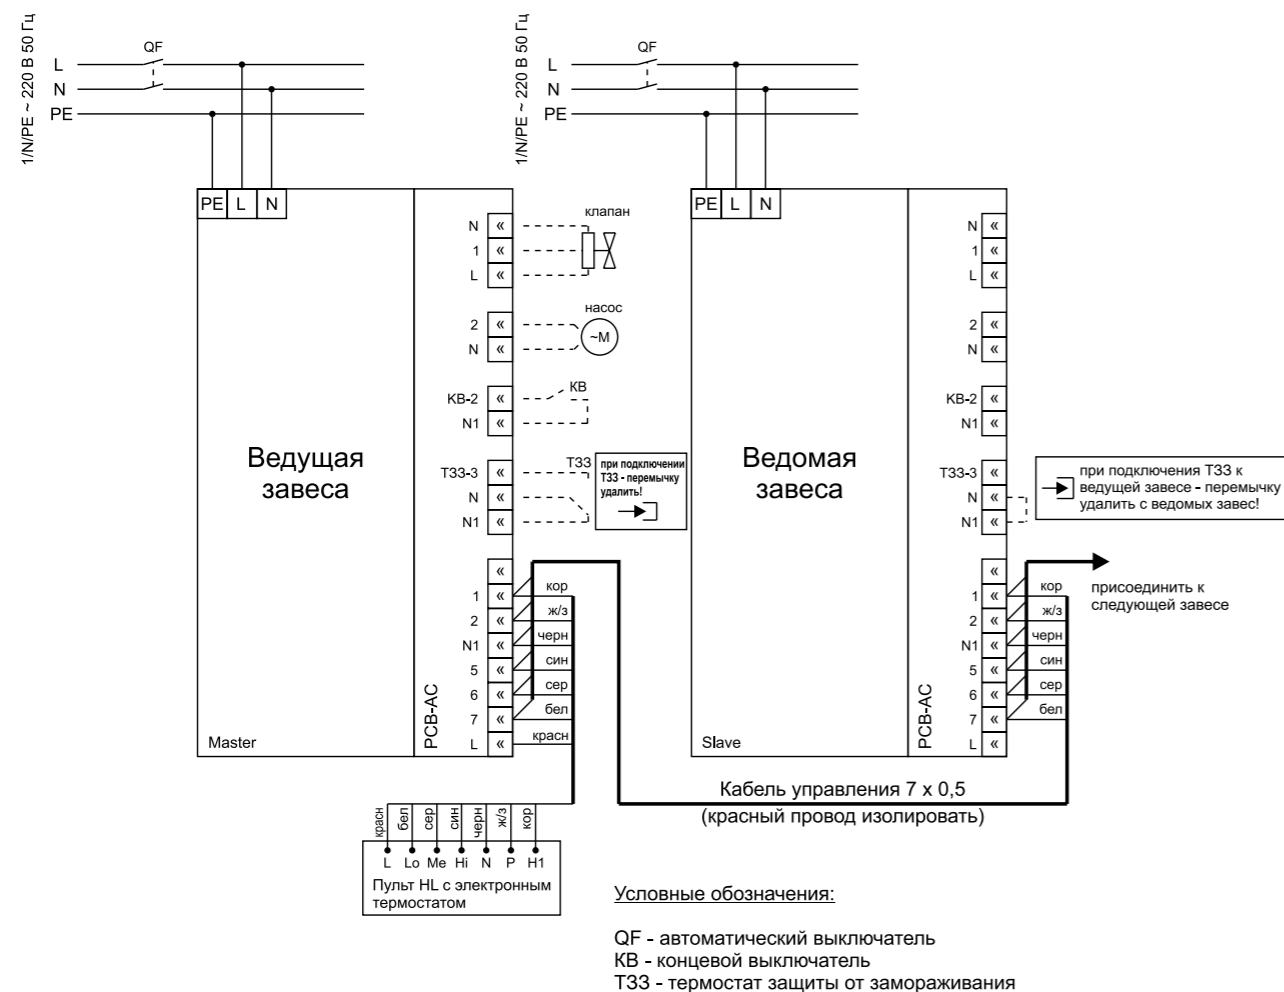 1/N/PE ~ 220 В 50 Гц
QF
L
N
PE
1/N/PE ~ 220 В 50 Гц
QF
L
N
PE
PE L N
N «
1 «
L «
клапан
2 «
N «
насос
~М
КВ-2 «
N1 «
КВ
ТЗЗ-3 «
N «
N1 «
ТЗЗ
при подключении
ТЗЗ - перемычку
удалить!
Ведущая
завеса
«
1 « кор
2 « ж/з
N1 « черн
5 « син
6 « сер
7 « бел
L « красн
PCB-AC
Master
PE L N
N «
1 «
L «
2 «
N «
КВ-2 «
N1 «
ТЗЗ-3 «
N «
N1 «
при подключения ТЗЗ к
ведущей завесе - перемычку
удалить с ведомых завес!
Ведомая
завеса
«
1 « кор
2 « ж/з
N1 « черн
5 « син
6 « сер
7 « бел
L «
присоединить к
следующей завесе
PCB-AC
Slave
Кабель управления 7 х 0,5
(красный провод изолировать)
красн бел сер син черн ж/з кор
L Lo Me Hi N P H1
Пульт HL с электронным
термостатом
Условные обозначения:
QF - автоматический выключатель
КВ - концевой выключатель
ТЗЗ - термостат защиты от замораживания